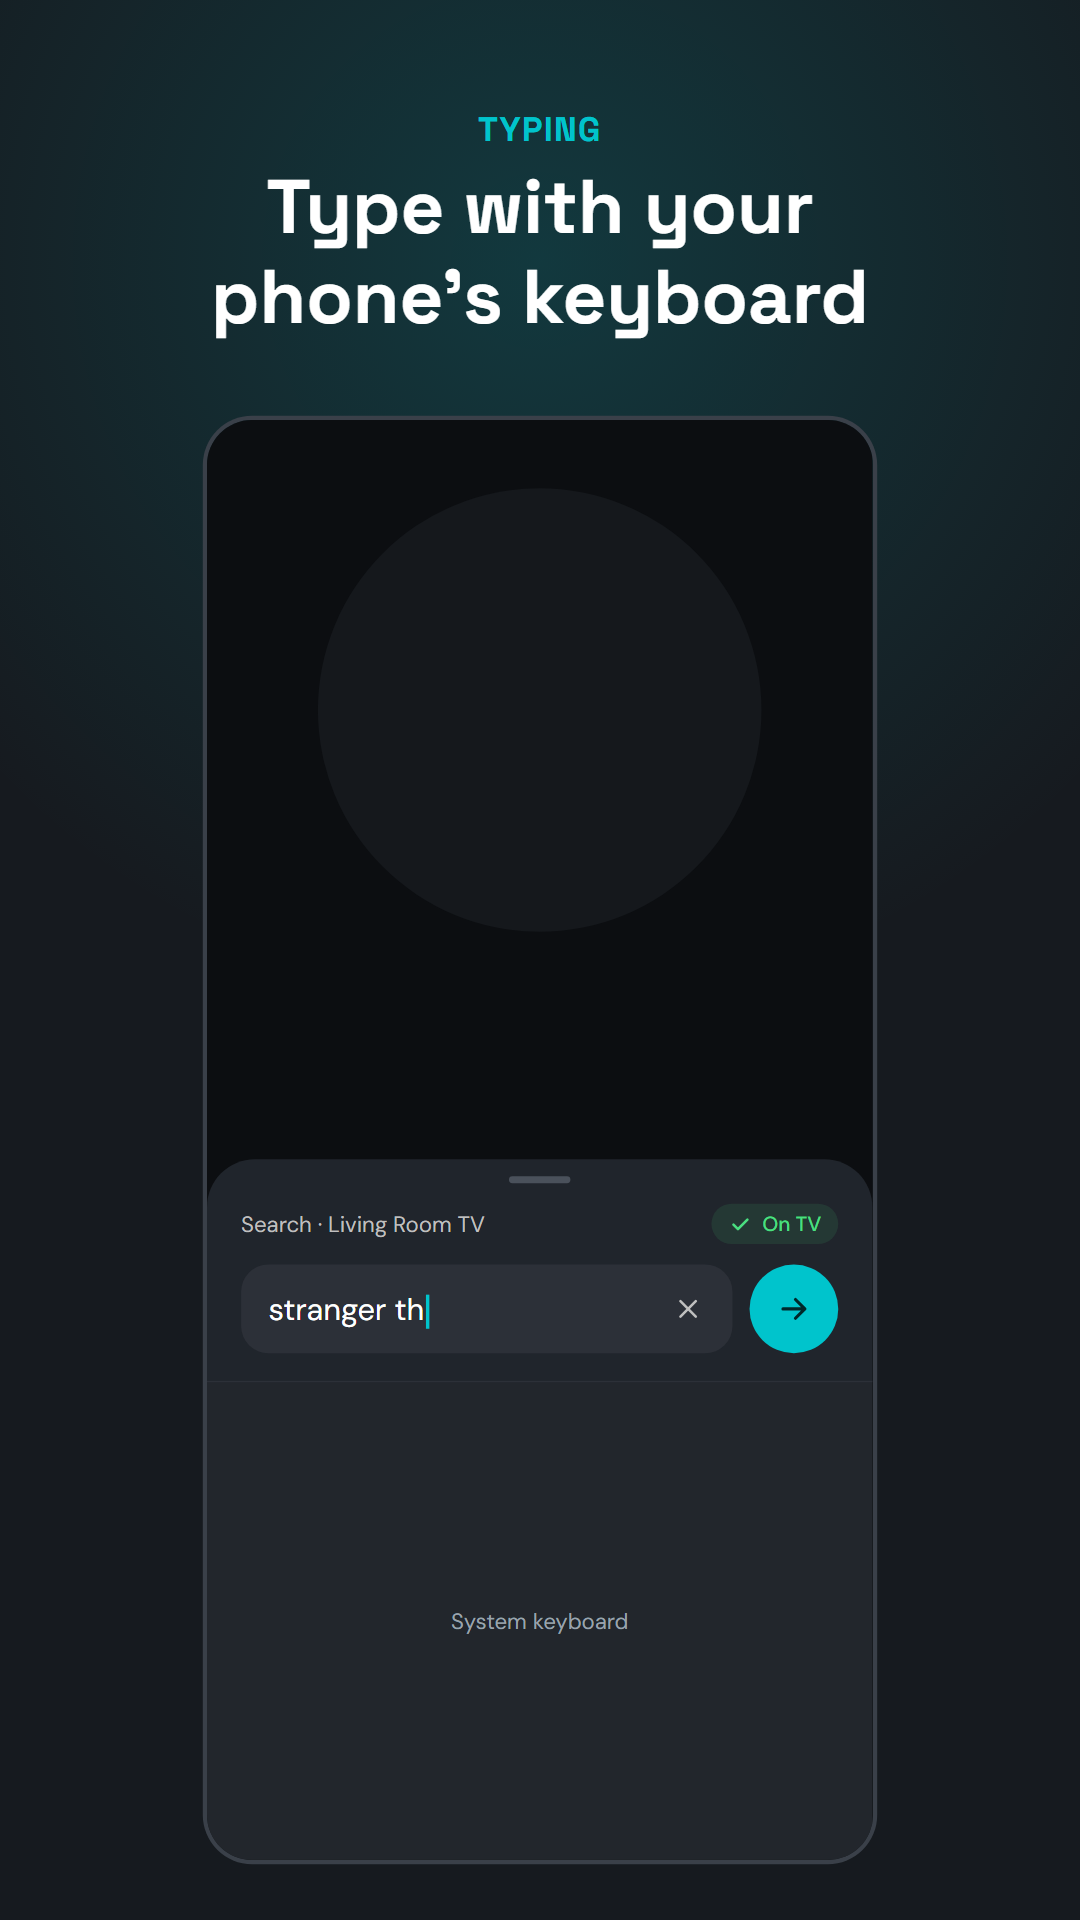 TYPING
Type with your
phone’s keyboard
Search · Living Room TV
On TV
stranger th
System keyboard